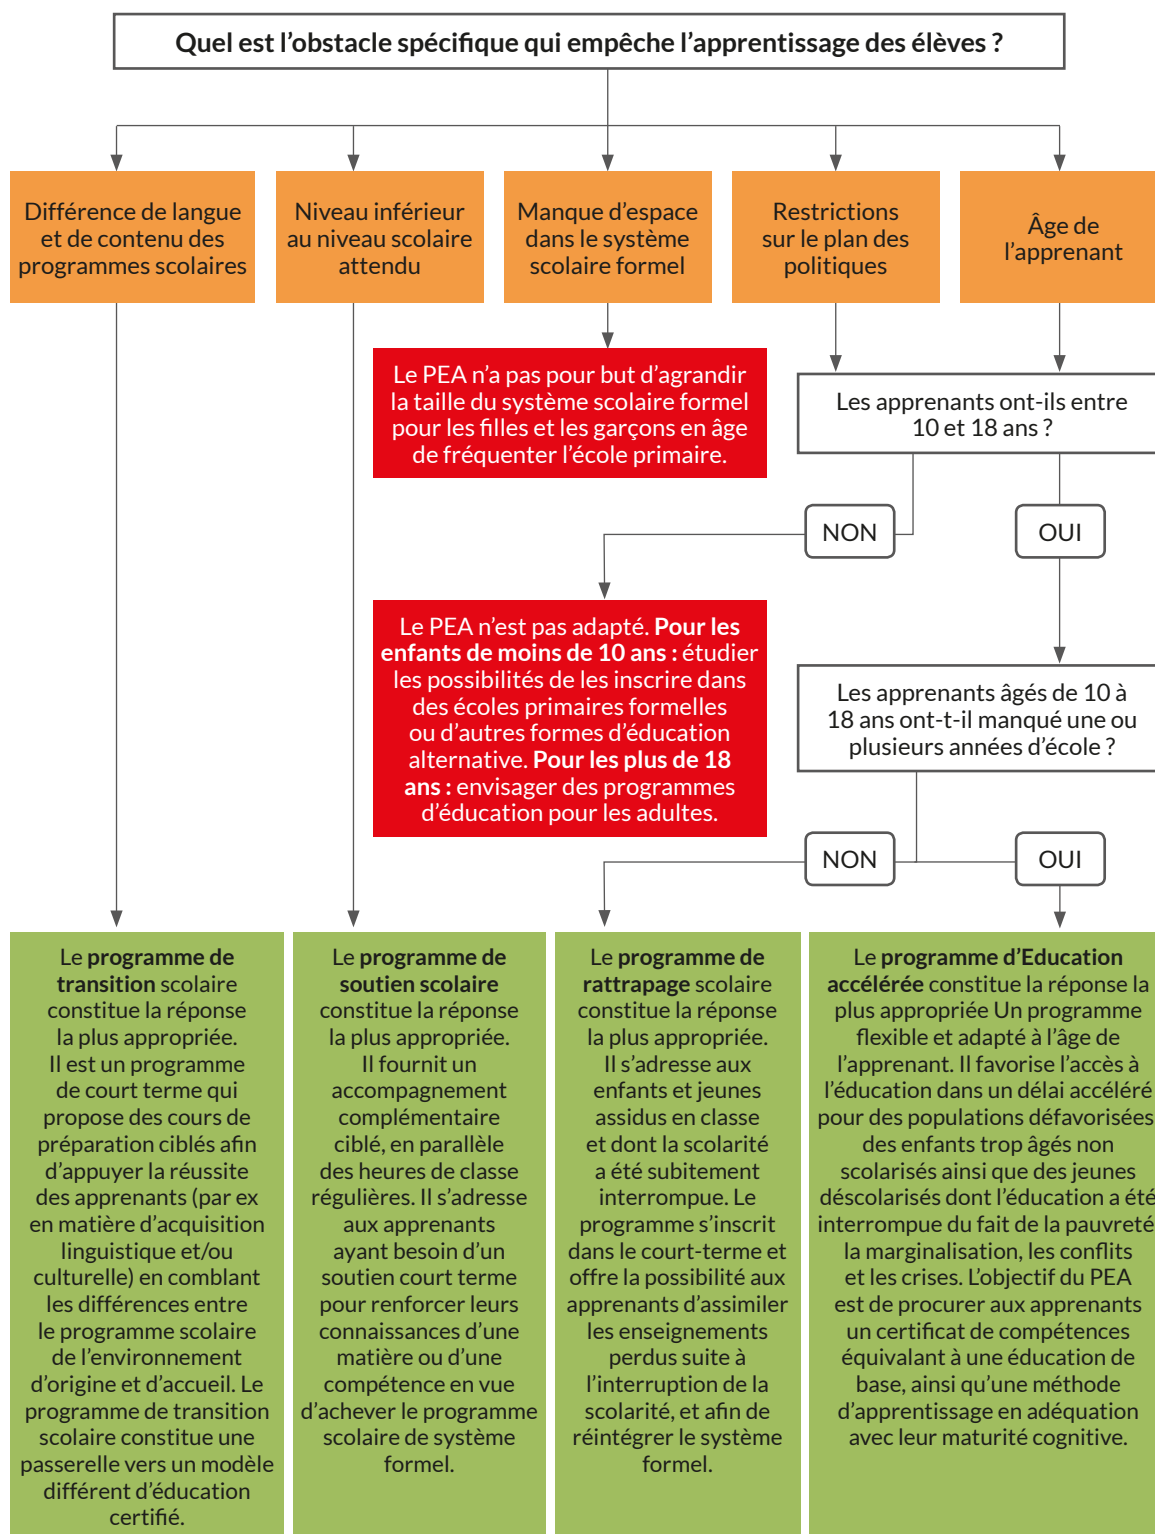 Quel est l’obstacle spécifique qui empêche l’apprentissage des élèves ?
Différence de langue
et de contenu des
programmes scolaires
Niveau inférieur
au niveau scolaire
attendu
Manque d’espace
dans le système
scolaire formel
Restrictions
sur le plan des
politiques
Âge de
l’apprenant
Le PEA n’a pas pour but d’agrandir
la taille du système scolaire formel
pour les filles et les garçons en âge
de fréquenter l’école primaire.
Les apprenants ont-ils entre
10 et 18 ans ?
NON
OUI
Le PEA n’est pas adapté. Pour les
enfants de moins de 10 ans : étudier
les possibilités de les inscrire dans
des écoles primaires formelles
ou d’autres formes d’éducation
alternative. Pour les plus de 18
ans : envisager des programmes
d’éducation pour les adultes.
Les apprenants âgés de 10 à
18 ans ont-t-il manqué une ou
plusieurs années d’école ?
NON
OUI
Le programme de
transition scolaire
constitue la réponse
la plus appropriée.
Il est un programme
de court terme qui
propose des cours de
préparation ciblés afin
d’appuyer la réussite
des apprenants (par ex
en matière d’acquisition
linguistique et/ou
culturelle) en comblant
les différences entre
le programme scolaire
de l’environnement
d’origine et d’accueil. Le
programme de transition
scolaire constitue une
passerelle vers un modèle
différent d’éducation
certifié.
Le programme de
soutien scolaire
constitue la réponse
la plus appropriée.
Il fournit un
accompagnement
complémentaire
ciblé, en parallèle
des heures de classe
régulières. Il s’adresse
aux apprenants
ayant besoin d’un
soutien court terme
pour renforcer leurs
connaissances d’une
matière ou d’une
compétence en vue
d’achever le programme
scolaire de système
formel.
Le programme de
rattrapage scolaire
constitue la réponse
la plus appropriée.
Il s’adresse aux
enfants et jeunes
assidus en classe
et dont la scolarité
a été subitement
interrompue. Le
programme s’inscrit
dans le court-terme et
offre la possibilité aux
apprenants d’assimiler
les enseignements
perdus suite à
l’interruption de la
scolarité, et afin de
réintégrer le système
formel.
Le programme d’Education
accélérée constitue la réponse la
plus appropriée Un programme
flexible et adapté à l’âge de
l’apprenant. Il favorise l’accès à
l’éducation dans un délai accéléré
pour des populations défavorisées
des enfants trop âgés non
scolarisés ainsi que des jeunes
déscolarisés dont l’éducation a été
interrompue du fait de la pauvreté
la marginalisation, les conflits
et les crises. L’objectif du PEA
est de procurer aux apprenants
un certificat de compétences
équivalant à une éducation de
base, ainsi qu’une méthode
d’apprentissage en adéquation
avec leur maturité cognitive.